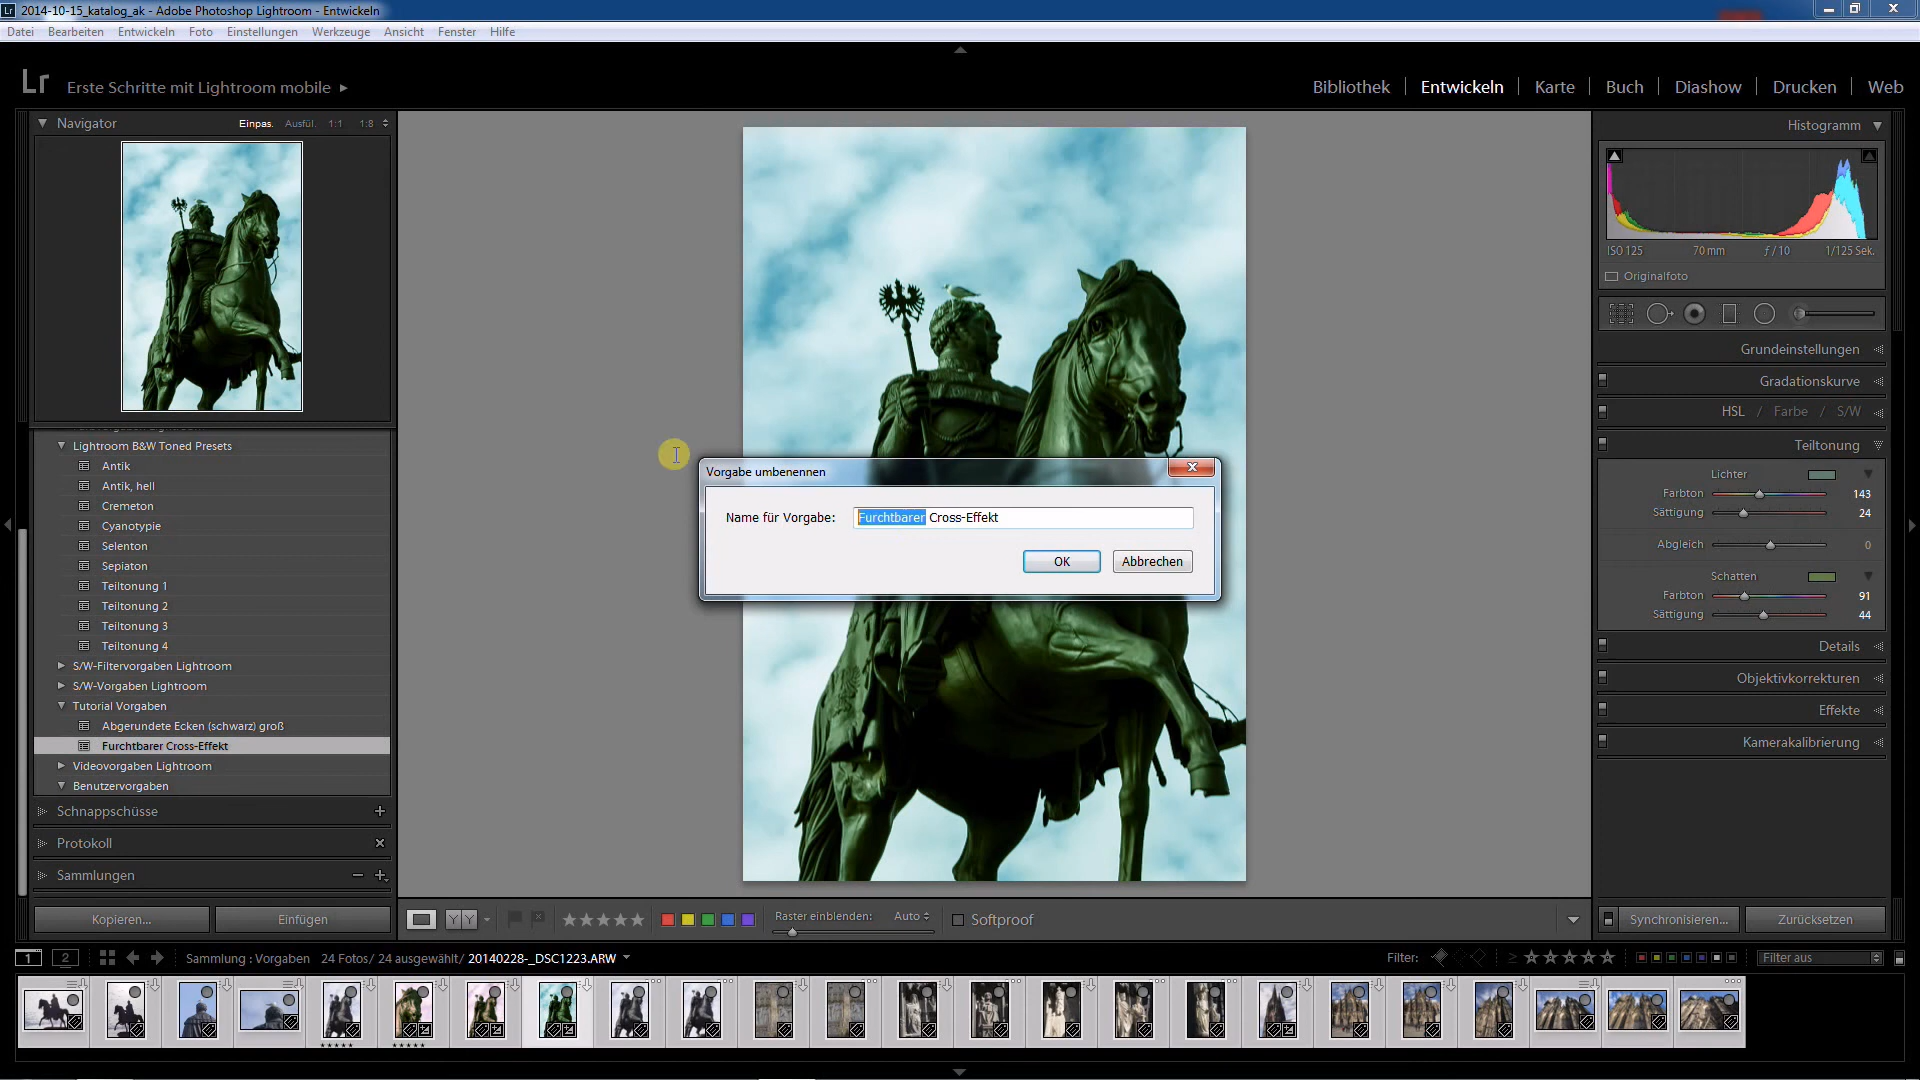 2014-10-15_katalog_ak - Adobe Photoshop Lightroom - Entwickeln
Datei Bearbeiten Entwickeln Foto Einstellungen Werkzeuge Ansicht Fenster Hilfe
Lr Erste Schritte mit Lightroom mobile
Bibliothek Entwickeln Karte Buch Diashow Drucken Web
Navigator Einpas. Ausfül. 1:1 1:8
Lightroom B&W Toned Presets
Antik
Antik, hell
Cremeton
Cyanotypie
Selenton
Sepiaton
Teiltonung 1
Teiltonung 2
Teiltonung 3
Teiltonung 4
S/W-Filtervorgaben Lightroom
S/W-Vorgaben Lightroom
Tutorial Vorgaben
Abgerundete Ecken (schwarz) groß
Furchtbarer Cross-Effekt
Videovorgaben Lightroom
Benutzervorgaben
Schnappschüsse
Protokoll
Sammlungen
Kopieren... Einfügen
Vorgabe umbenennen
Name für Vorgabe: Furchtbarer Cross-Effekt
OK Abbrechen
Histogramm
ISO 125 70 mm ƒ / 10 1/125 Sek.
Originalfoto
Grundeinstellungen
Gradationskurve
HSL / Farbe / S/W
Teiltonung
Lichter
Farbton 143
Sättigung 24
Abgleich 0
Schatten
Farbton 91
Sättigung 44
Details
Objektivkorrekturen
Effekte
Kamerakalibrierung
YY Raster einblenden: Auto Softproof
Synchronisieren... Zurücksetzen
1 2 Sammlung : Vorgaben 24 Fotos/ 24 ausgewählt/ 20140228-_DSC1223.ARW
Filter: ≥ Filter aus